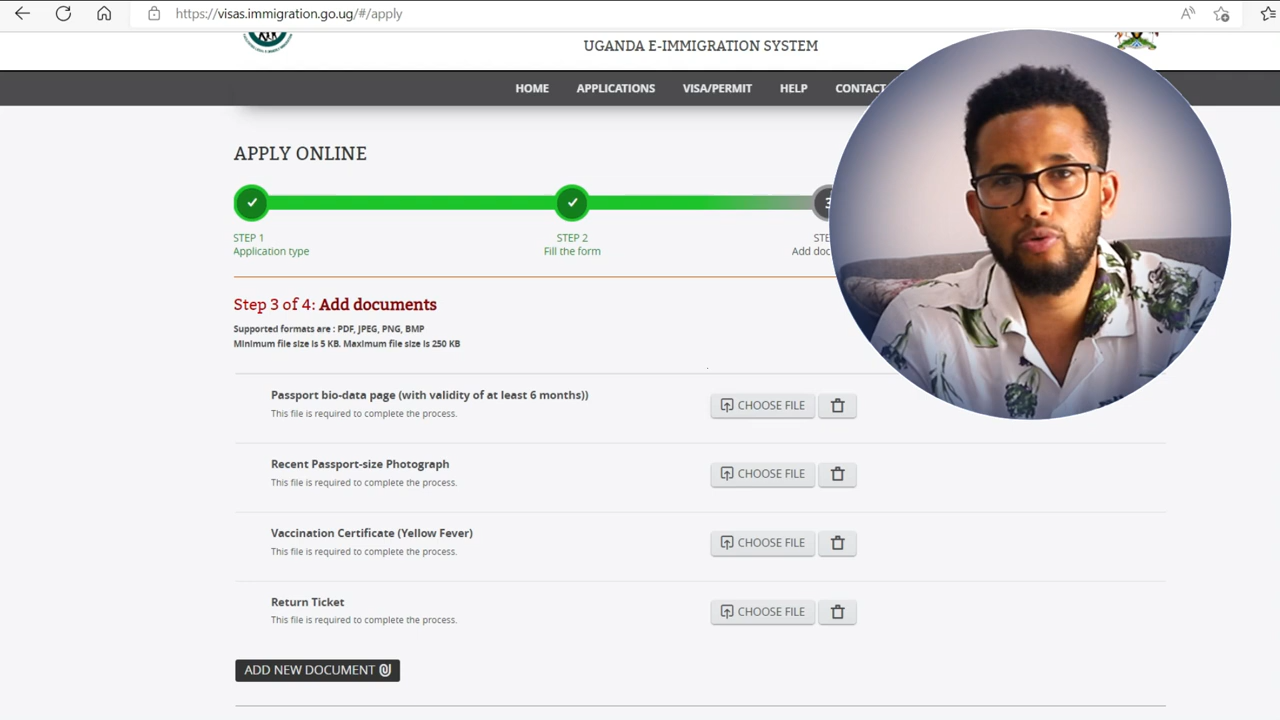 https://visas.immigration.go.ug/#/apply
UGANDA E-IMMIGRATION SYSTEM
HOME APPLICATIONS VISA/PERMIT HELP CONTACT
APPLY ONLINE
STEP 1
Application type
STEP 2
Fill the form
3
Add
Step 3 of 4: Add documents
Supported formats are : PDF, JPEG, PNG, BMP
Minimum file size is 5 KB. Maximum file size is 250 KB
Passport bio-data page (with validity of at least 6 months))
This file is required to complete the process.
CHOOSE FILE
Recent Passport-size Photograph
This file is required to complete the process.
CHOOSE FILE
Vaccination Certificate (Yellow Fever)
This file is required to complete the process.
CHOOSE FILE
Return Ticket
This file is required to complete the process.
CHOOSE FILE
ADD NEW DOCUMENT